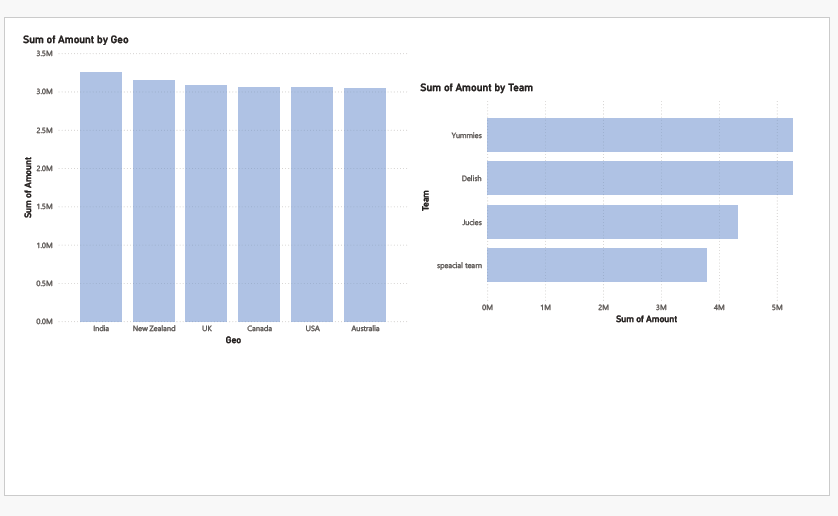 Sum of Amount by Geo
3.5M
3.0M
2.5M
2.0M
1.5M
1.0M
0.5M
0.0M
Sum of Amount
India New Zealand UK Canada USA Australia
Geo
Sum of Amount by Team
Team
Yummies
Delish
Jucies
speacial team
0M 1M 2M 3M 4M 5M
Sum of Amount